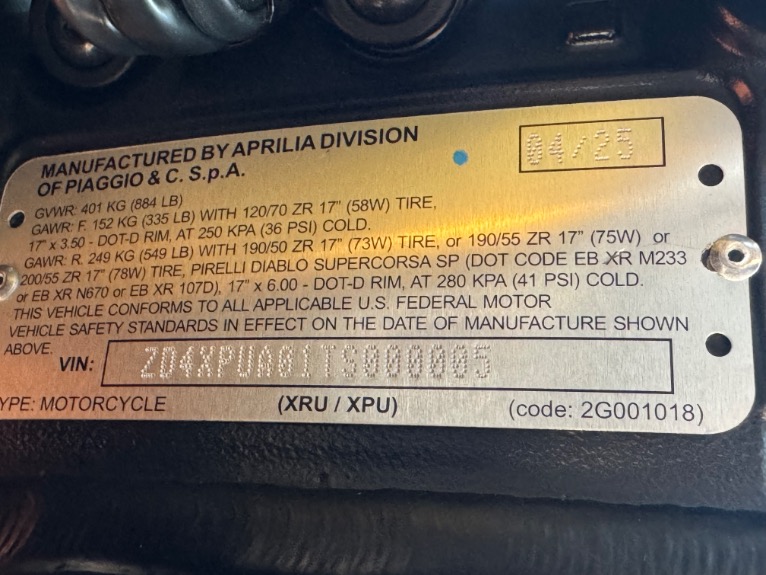 MANUFACTURED BY APRILIA DIVISION
OF PIAGGIO & C. S.p.A.
GVWR: 401 KG (884 LB)
GAWR: F. 152 KG (335 LB) WITH 120/70 ZR 17" (58W) TIRE,
17" x 3.50 - DOT-D RIM, AT 250 KPA (36 PSI) COLD.
GAWR: R. 249 KG (549 LB) WITH 190/50 ZR 17" (73W) TIRE, or 190/55 ZR 17" (75W) or
200/55 ZR 17" (78W) TIRE, PIRELLI DIABLO SUPERCORSA SP (DOT CODE EB XR M233
or EB XR N670 or EB XR 107D), 17" x 6.00 - DOT-D RIM, AT 280 KPA (41 PSI) COLD.
THIS VEHICLE CONFORMS TO ALL APPLICABLE U.S. FEDERAL MOTOR
VEHICLE SAFETY STANDARDS IN EFFECT ON THE DATE OF MANUFACTURE SHOWN
ABOVE.
VIN: ZD4XPUA01TS000005
YPE: MOTORCYCLE (XRU / XPU) (code: 2G001018)